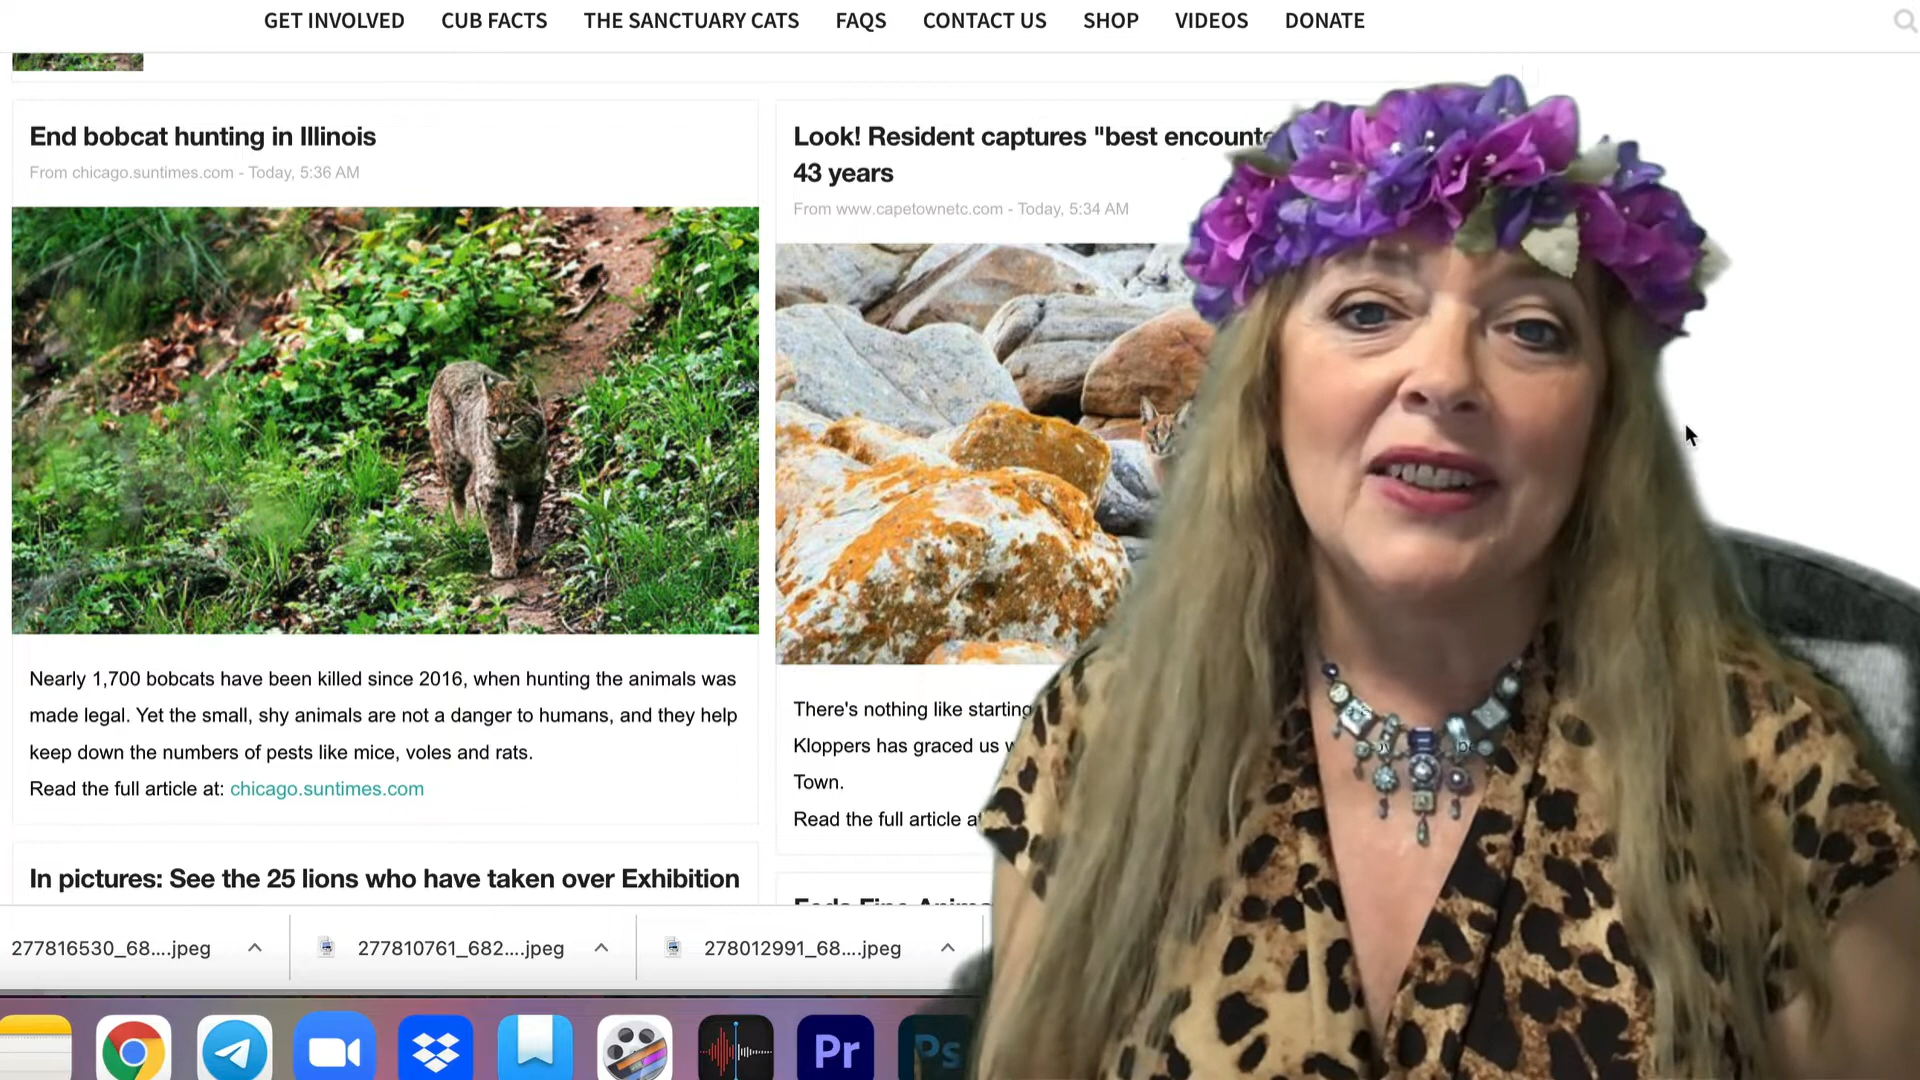 GET INVOLVED CUB FACTS THE SANCTUARY CATS FAQS CONTACT US SHOP VIDEOS DONATE
End bobcat hunting in Illinois
From chicago.suntimes.com - Today, 5:36 AM
Nearly 1,700 bobcats have been killed since 2016, when hunting the animals was
made legal. Yet the small, shy animals are not a danger to humans, and they help
keep down the numbers of pests like mice, voles and rats.
Read the full article at: chicago.suntimes.com
In pictures: See the 25 lions who have taken over Exhibition
Look! Resident captures "best
43 years
From www.capetownetc.com - Today, 5:34 AM
There's nothing like starting
Kloppers has graced us
Town.
Read the full article
277816530_68....jpeg 277810761_682....jpeg 278012991_68....jpeg
Pr Ps